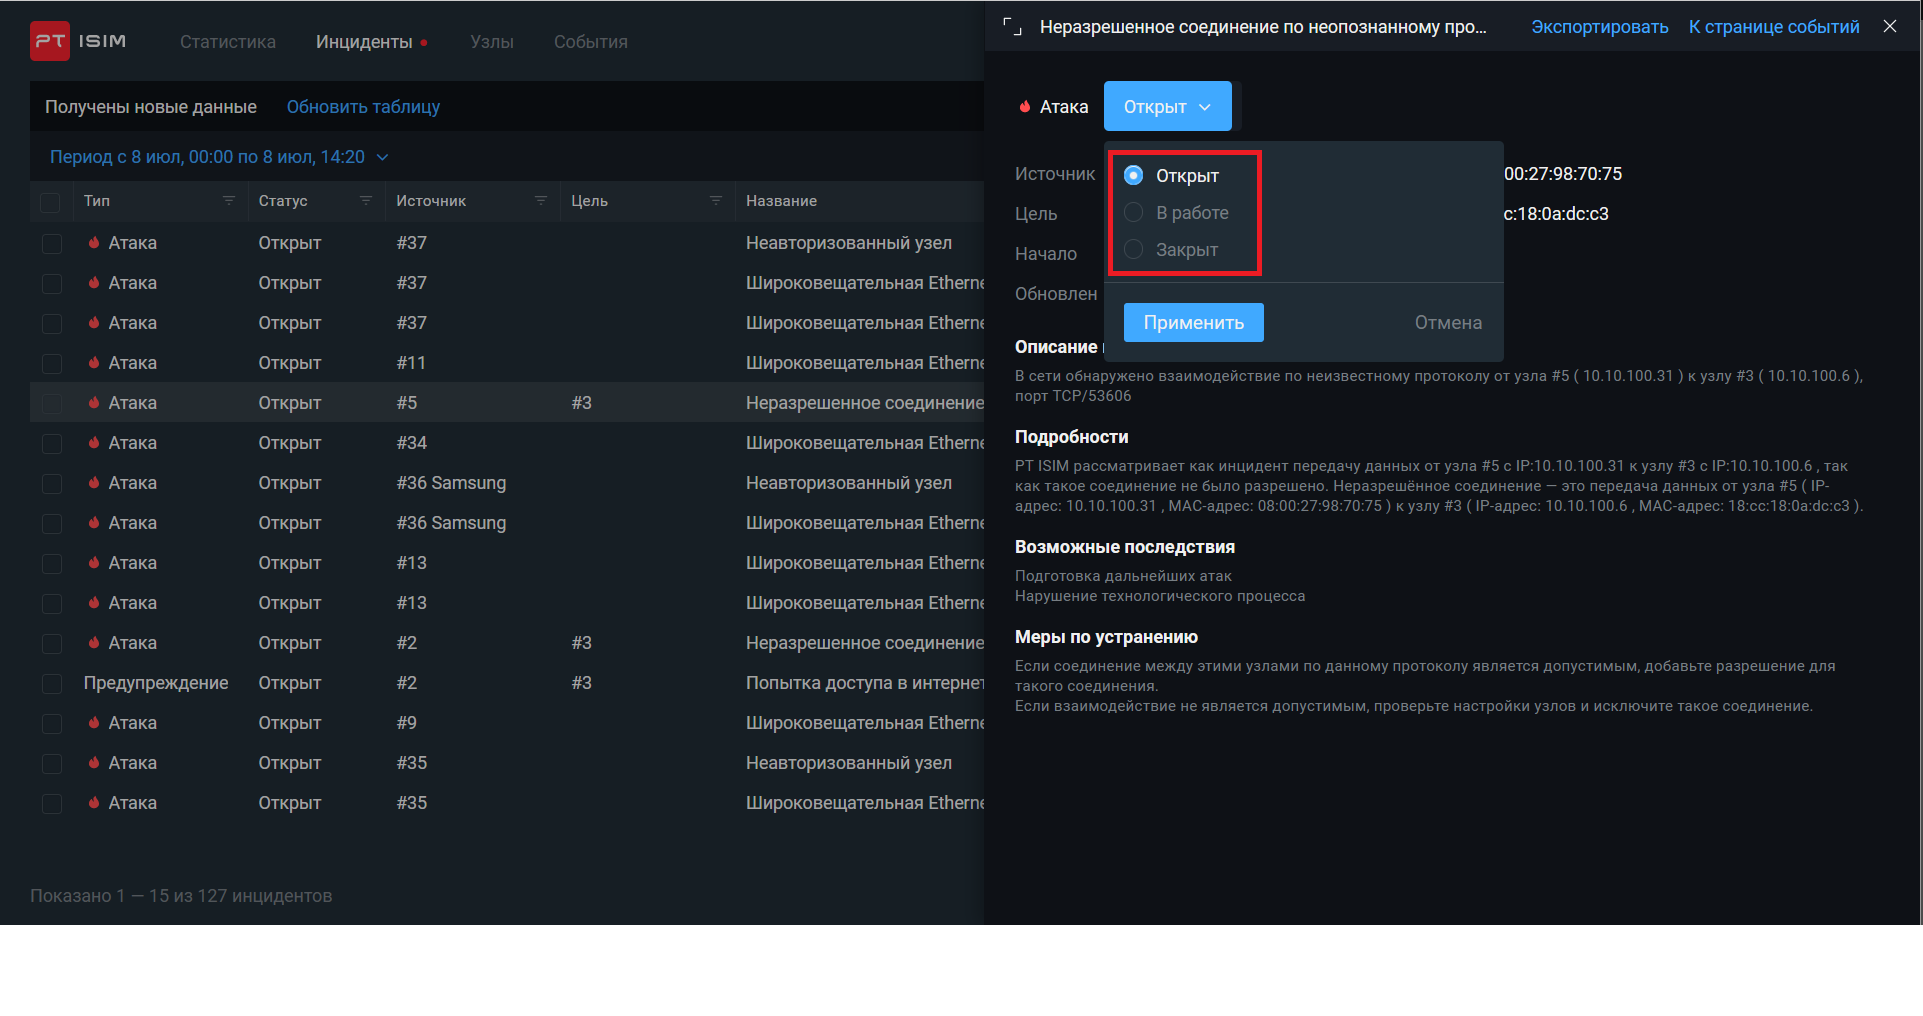 PT ISIM
Статистика
Инциденты
Узлы
События
Получены новые данные
Обновить таблицу
Период с 8 июл, 00:00 по 8 июл, 14:20
Тип Статус Источник Цель Название
Атака Открыт #37 Неавторизованный узел
Атака Открыт #37 Широковещательная Etherne
Атака Открыт #37 Широковещательная Etherne
Атака Открыт #11 Широковещательная Etherne
Атака Открыт #5 #3 Неразрешенное соединение
Атака Открыт #34 Широковещательная Etherne
Атака Открыт #36 Samsung Неавторизованный узел
Атака Открыт #36 Samsung Широковещательная Etherne
Атака Открыт #13 Широковещательная Etherne
Атака Открыт #13 Широковещательная Etherne
Атака Открыт #2 #3 Неразрешенное соединение
Предупреждение Открыт #2 #3 Попытка доступа в интернет
Атака Открыт #9 Широковещательная Etherne
Атака Открыт #35 Неавторизованный узел
Атака Открыт #35 Широковещательная Etherne
Показано 1 — 15 из 127 инцидентов
Неразрешенное соединение по неопознанному про...
Экспортировать
К странице событий
Атака
Открыт
Источник 00:27:98:70:75
Цель c:18:0a:dc:c3
Начало
Обновлен
Открыт
В работе
Закрыт
Применить
Отмена
Описание
В сети обнаружено взаимодействие по неизвестному протоколу от узла #5 ( 10.10.100.31 ) к узлу #3 ( 10.10.100.6 ),
порт TCP/53606
Подробности
PT ISIM рассматривает как инцидент передачу данных от узла #5 с IP:10.10.100.31 к узлу #3 с IP:10.10.100.6 , так
как такое соединение не было разрешено. Неразрешённое соединение — это передача данных от узла #5 ( IP-
адрес: 10.10.100.31 , MAC-адрес: 08:00:27:98:70:75 ) к узлу #3 ( IP-адрес: 10.10.100.6 , MAC-адрес: 18:cc:18:0a:dc:c3 ).
Возможные последствия
Подготовка дальнейших атак
Нарушение технологического процесса
Меры по устранению
Если соединение между этими узлами по данному протоколу является допустимым, добавьте разрешение для
такого соединения.
Если взаимодействие не является допустимым, проверьте настройки узлов и исключите такое соединение.